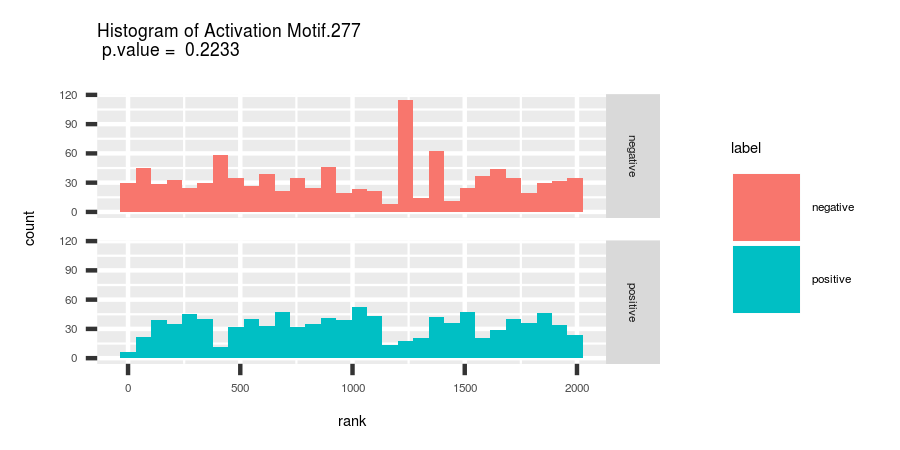 Histogram of Activation Motif.277
p.value = 0.2233
count
120
90
60
30
0
negative
120
90
60
30
0
positive
0 500 1000 1500 2000
rank
label
negative
positive